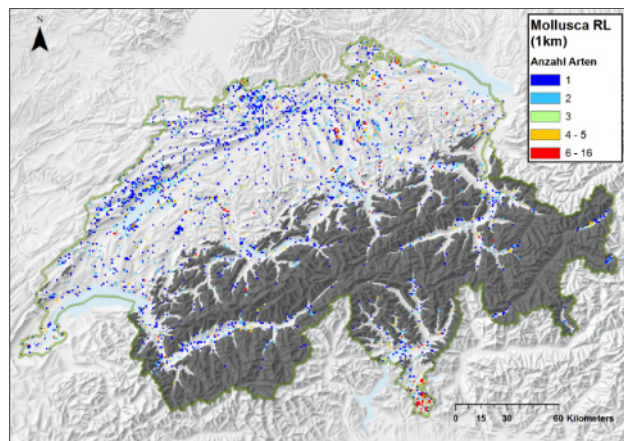 N
Mollusca RL
(1km)
Anzahl Arten
1
2
3
4 - 5
6 - 16
0 15 30 60 Kilometers